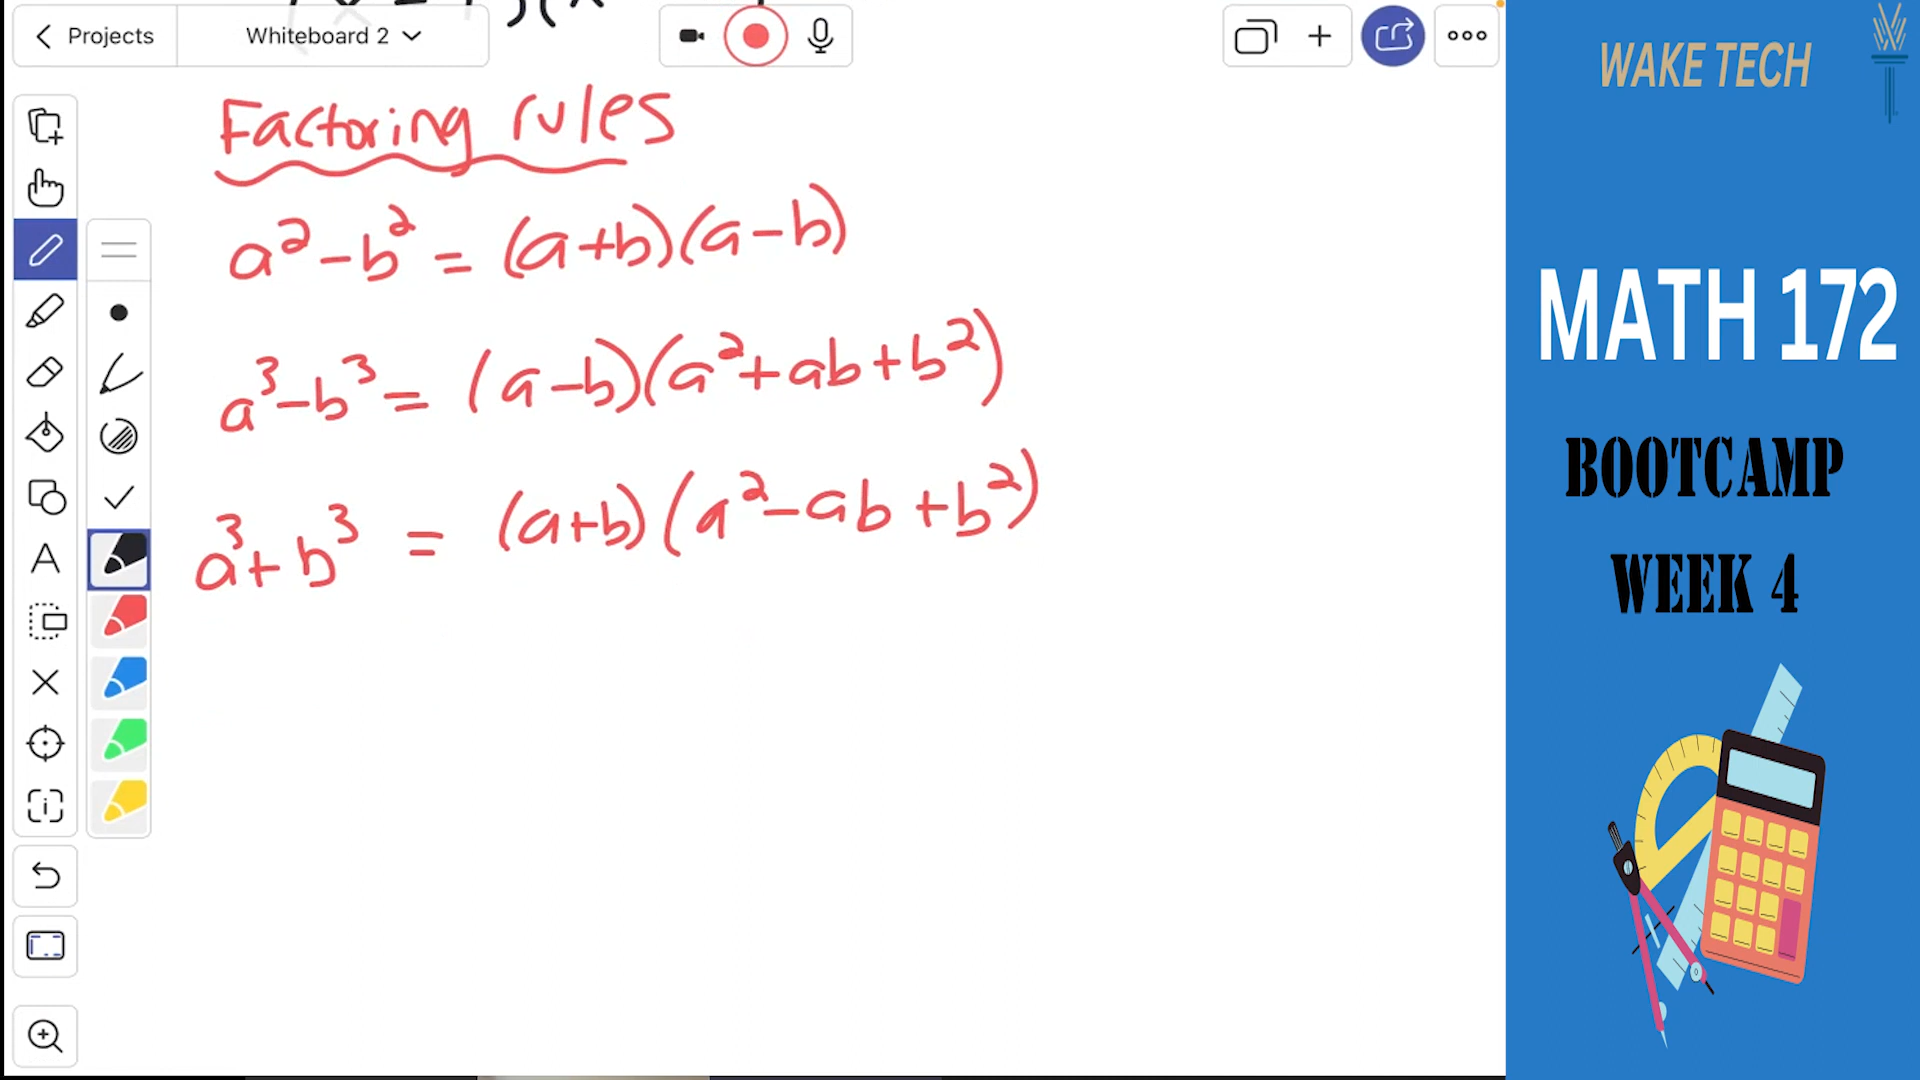 Projects
Whiteboard 2
WAKE TECH
Factoring rules
a² - b² = (a+b)(a-b)
a³ - b³ = (a-b)(a² + ab + b²)
a³ + b³ = (a+b)(a² - ab + b²)
A
MATH 172
BOOTCAMP
WEEK 4